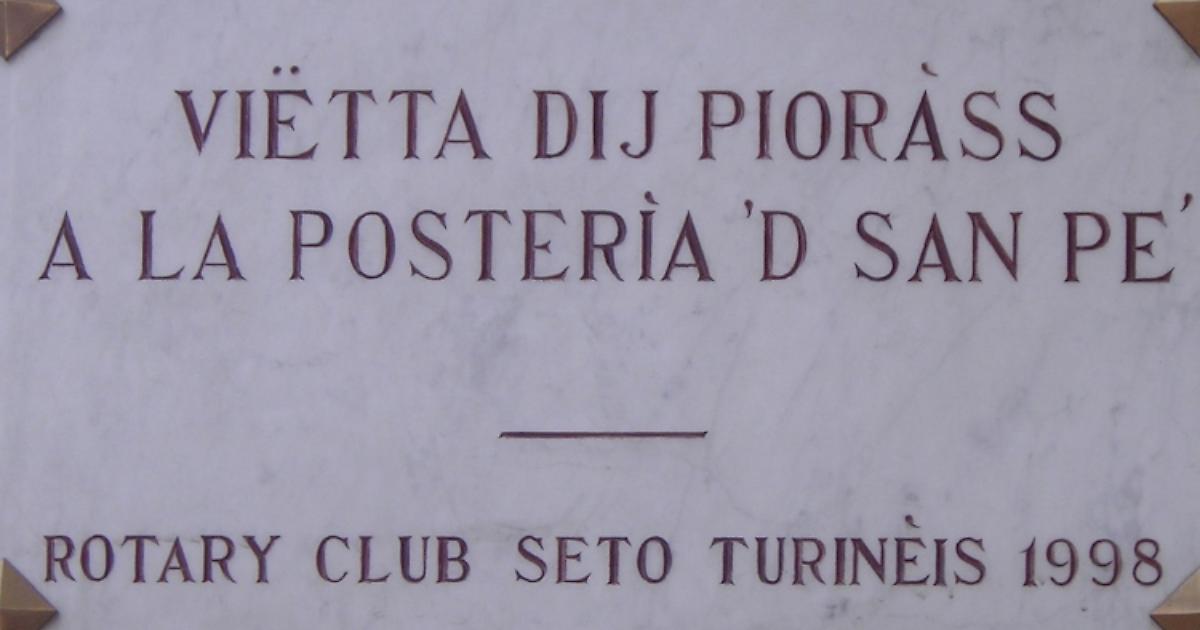 VIËTTA DIJ PIORÀSS
A LA POSTERÌA 'D SAN PE'
ROTARY CLUB SETO TURINÈIS 1998